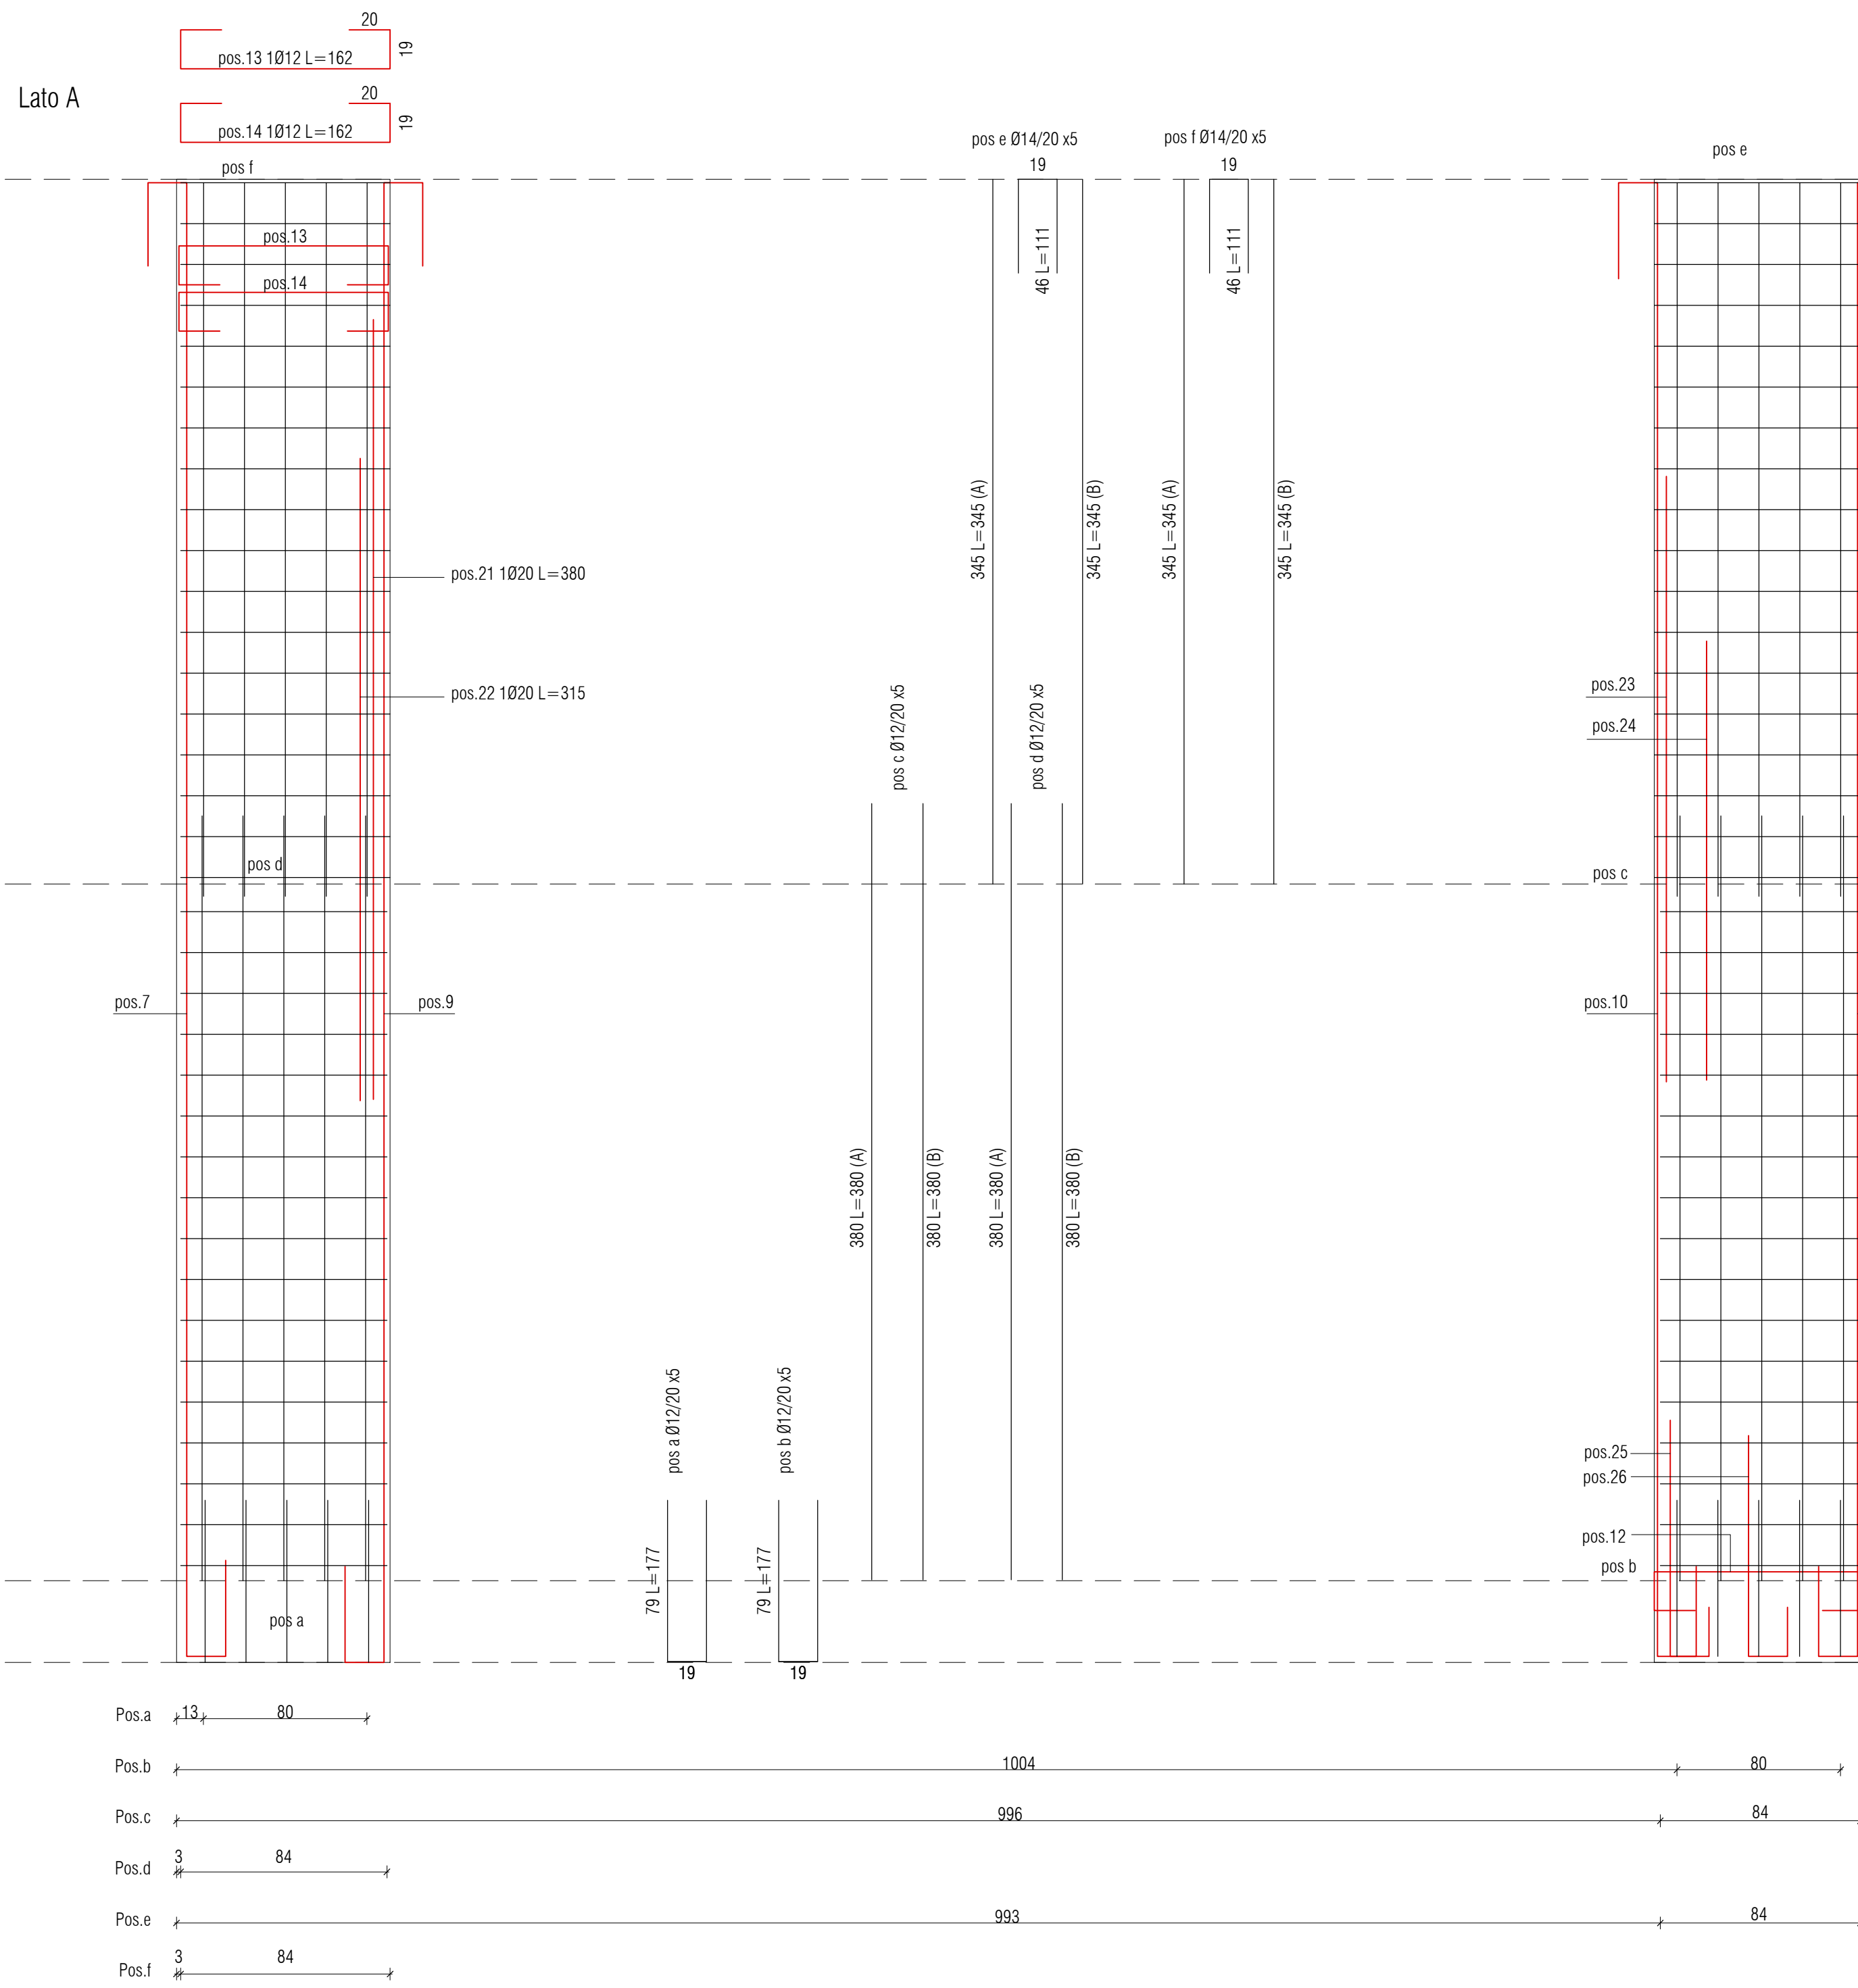 20
pos.13 1Ø12 L=162
19
Lato A
20
pos.14 1Ø12 L=162
19
pos f
pos e Ø14/20 x5
19
pos f Ø14/20 x5
19
pos e
46 L=111
46 L=111
pos.13
pos.14
345 L=345 (A)
345 L=345 (B)
345 L=345 (A)
345 L=345 (B)
pos.21 1Ø20 L=380
pos.22 1Ø20 L=315
pos.23
pos.24
pos c Ø12/20 x5
pos d Ø12/20 x5
pos d
pos c
pos.7
pos.9
pos.10
380 L=380 (A)
380 L=380 (B)
380 L=380 (A)
380 L=380 (B)
pos a Ø12/20 x5
pos b Ø12/20 x5
pos.25
pos.26
pos.12
pos b
79 L=177
79 L=177
pos a
19
19
Pos.a 13 80
Pos.b 1004 80
Pos.c 996 84
Pos.d 3 84
Pos.e 993 84
Pos.f 3 84